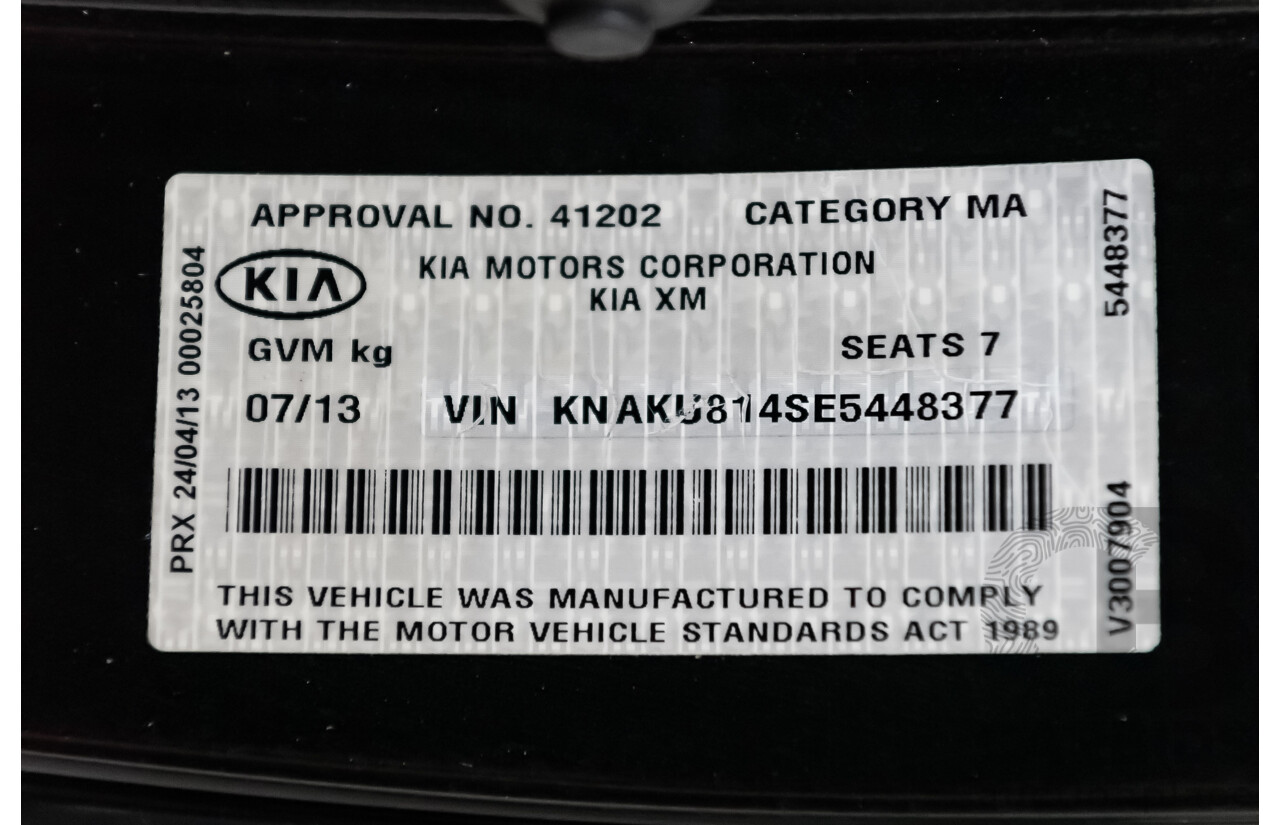 APPROVAL NO. 41202 CATEGORY MA
KIA KIA MOTORS CORPORATION
KIA XM
GVM kg SEATS 7
07/13 VIN KNAKU814SE5448377
THIS VEHICLE WAS MANUFACTURED TO COMPLY
WITH THE MOTOR VEHICLE STANDARDS ACT 1989
PRX 24/04/13 00025804
5448377
V3007904